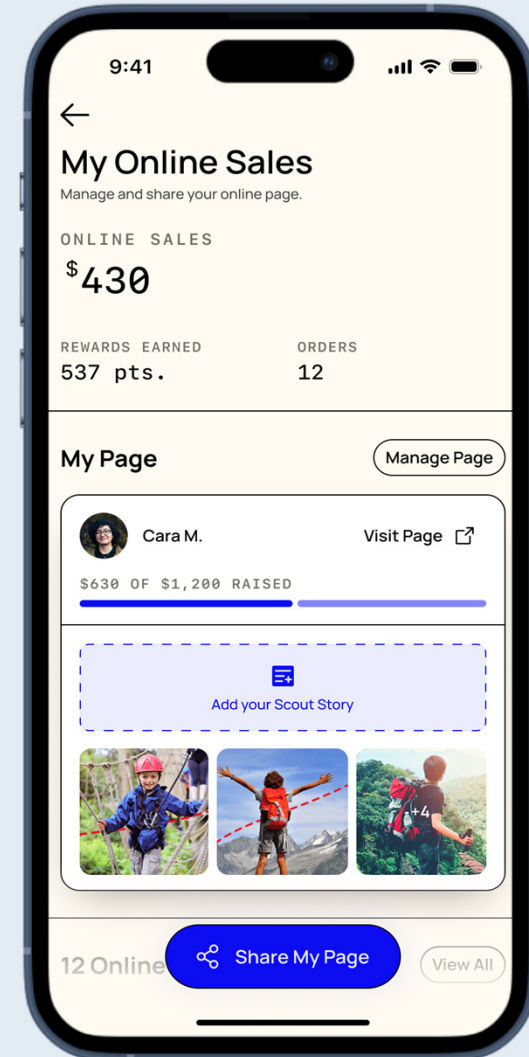 9:41
My Online Sales
Manage and share your online page.
ONLINE SALES
$430
REWARDS EARNED ORDERS
537 pts. 12
My Page Manage Page
Cara M. Visit Page
$630 OF $1,200 RAISED
Add your Scout Story
+4
12 Online
Share My Page
View All